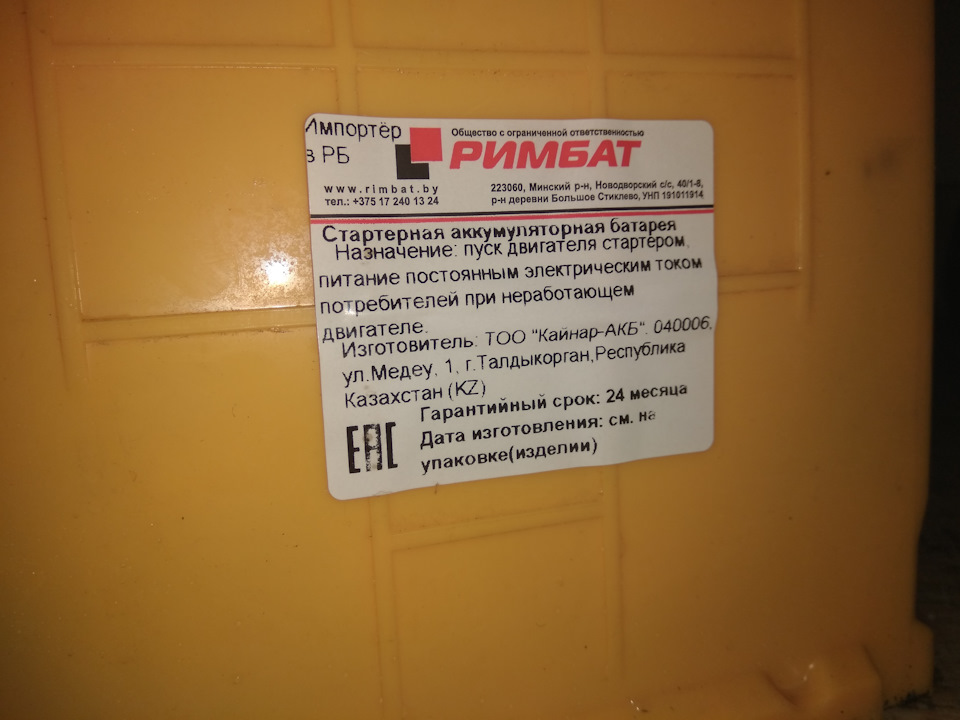 Импортёр
в РБ
Общество с ограниченной ответственностью
РИМБАТ
www.rimbat.by
тел.: +375 17 240 13 24
223060, Минский р-н, Новодворский с/с, 40/1-8,
р-н деревни Большое Стиклево, УНП 191011914
Стартерная аккумуляторная батарея
Назначение: пуск двигателя стартером,
питание постоянным электрическим током
потребителей при неработающем
двигателе.
Изготовитель: ТОО "Кайнар-АКБ". 040006,
ул.Медеу, 1, г.Талдыкорган,Республика
Казахстан (KZ)
Гарантийный срок: 24 месяца
Дата изготовления: см. на
упаковке(изделии)
EAC